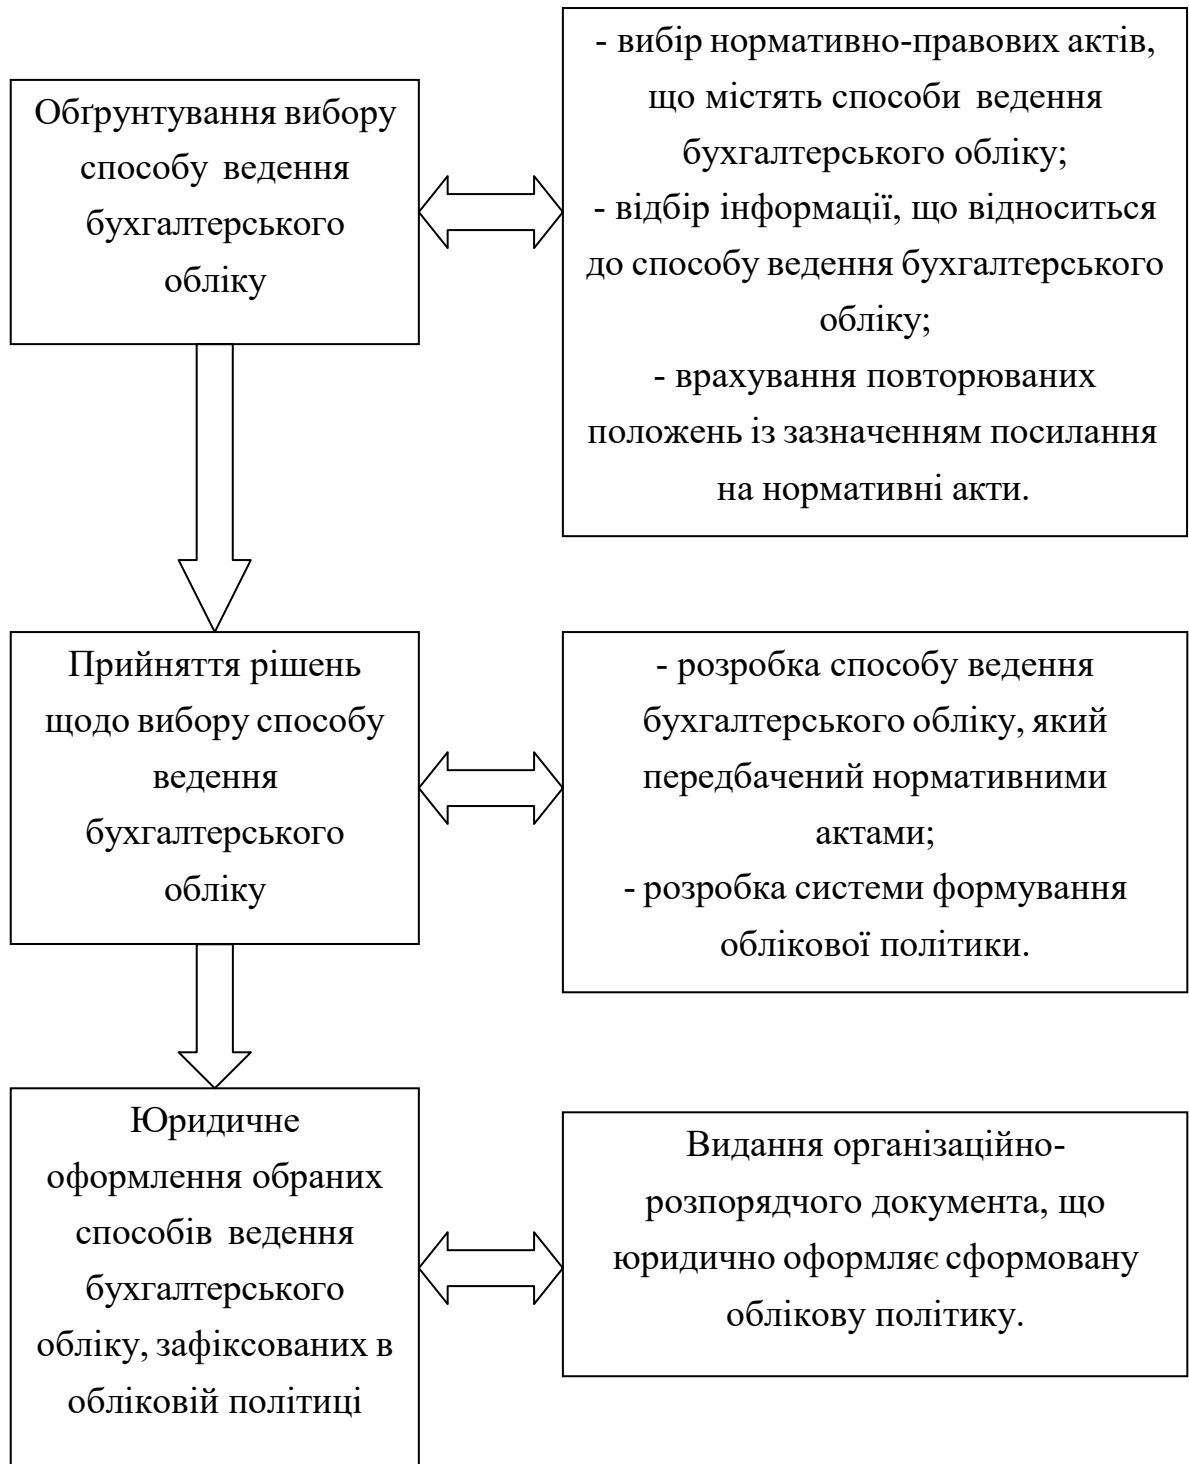 Обґрунтування вибору
способу ведення
бухгалтерського
обліку
- вибір нормативно-правових актів,
що містять способи ведення
бухгалтерського обліку;
- відбір інформації, що відноситься
до способу ведення бухгалтерського
обліку;
- врахування повторюваних
положень із зазначенням посилання
на нормативні акти.
Прийняття рішень
щодо вибору способу
ведення
бухгалтерського
обліку
- розробка способу ведення
бухгалтерського обліку, який
передбачений нормативними
актами;
- розробка системи формування
облікової політики.
Юридичне
оформлення обраних
способів ведення
бухгалтерського
обліку, зафіксованих в
обліковій політиці
Видання організаційно-
розпорядчого документа, що
юридично оформляє сформовану
облікову політику.